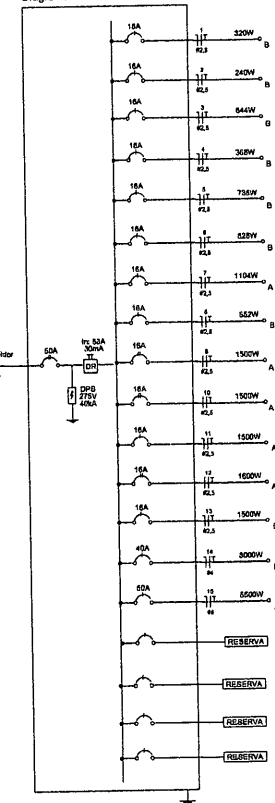 Diagra
16A 1 320W B
#2,5
16A 2 240W B
#2,5
16A 3 644W B
#2,5
16A 4 368W B
#2,5
16A 5 736W B
#2,5
16A 6 828W B
#2,5
16A 7 1104W A
#2,5
16A 8 552W B
#2,5
50A
In: 63A
30mA
DR
DPS
275V
40kA
16A 9 1500W A
#2,5
16A 10 1500W A
#2,5
16A 11 1500W A
#2,5
16A 12 1600W A
#2,5
16A 13 1500W
#2,5
40A 14 3000W
#4
50A 15 5500W
#6
RESERVA
RESERVA
RESERVA
RESERVA